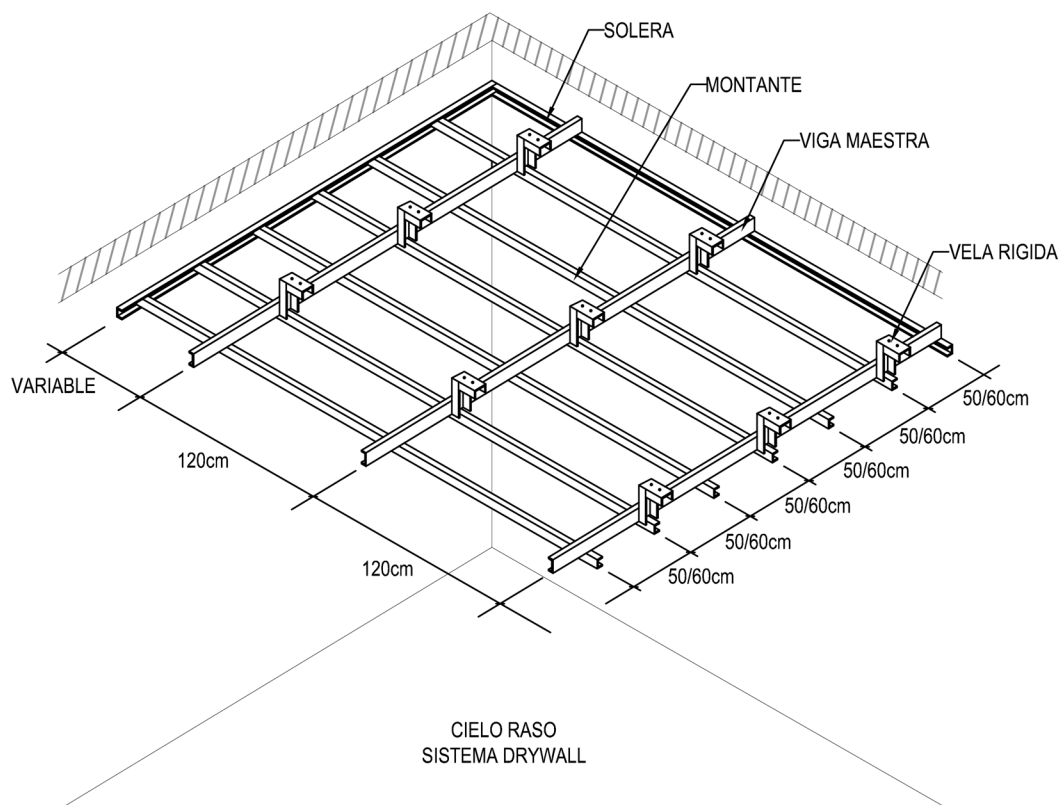 SOLERA
MONTANTE
VIGA MAESTRA
VELA RIGIDA
VARIABLE
50/60cm
50/60cm
50/60cm
50/60cm
50/60cm
50/60cm
120cm
120cm
CIELO RASO
SISTEMA DRYWALL